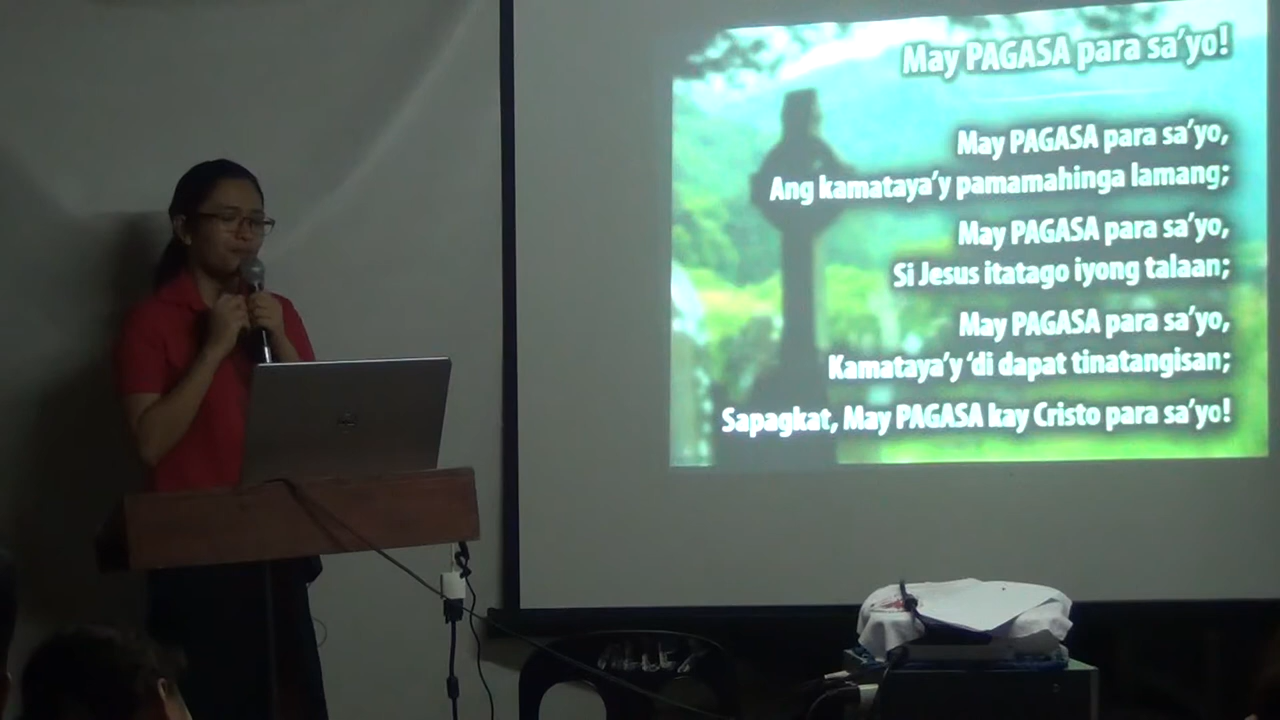 May PAGASA para sa’yo!
May PAGASA para sa’yo,
Ang kamataya’y pamamahinga lamang;
May PAGASA para sa’yo,
Si Jesus itatago iyong talaan;
May PAGASA para sa’yo,
Kamataya’y ‘di dapat tinatangisan;
Sapagkat, May PAGASA kay Cristo para sa’yo!